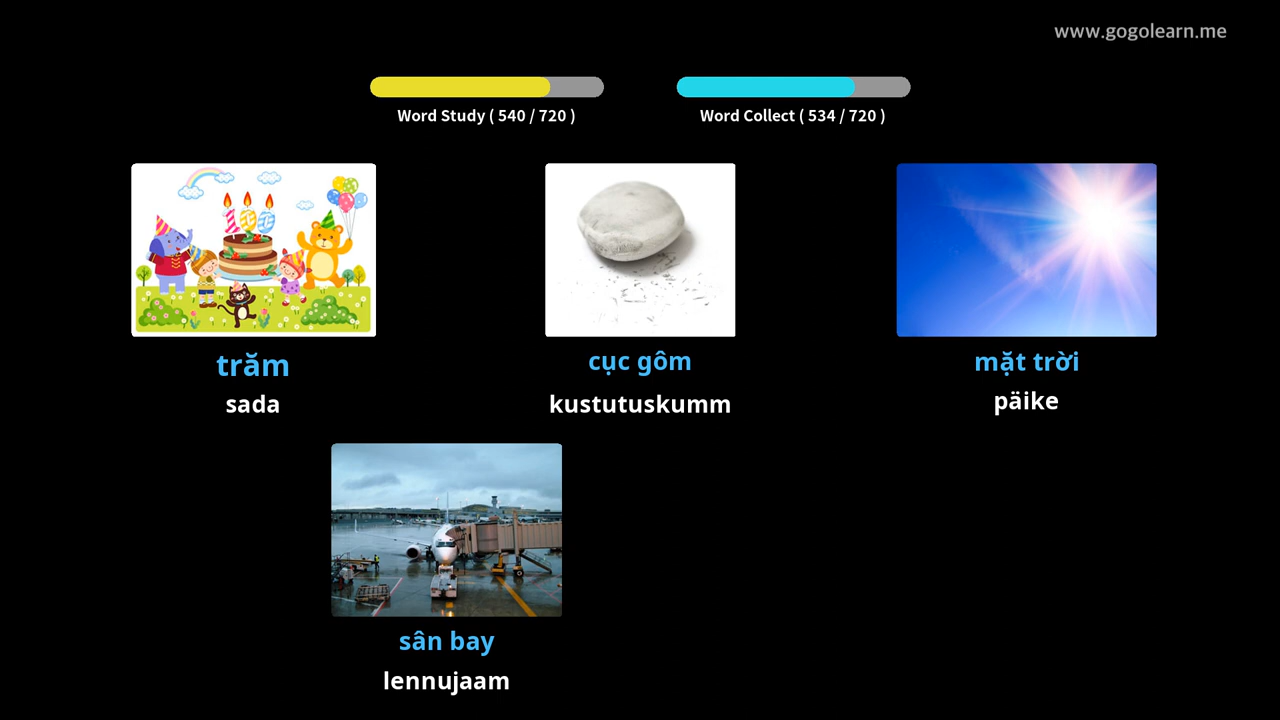 www.gogolearn.me
Word Study ( 540 / 720 )
Word Collect ( 534 / 720 )
100
trăm
sada
cục gôm
kustutuskumm
mặt trời
päike
sân bay
lennujaam